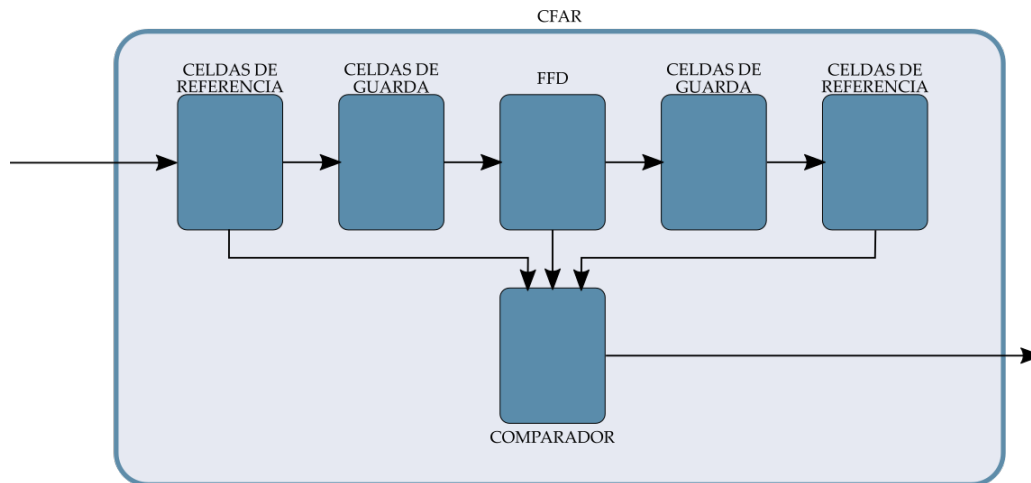 CFAR
CELDAS DE
REFERENCIA
CELDAS DE
GUARDA
FFD
CELDAS DE
GUARDA
CELDAS DE
REFERENCIA
COMPARADOR